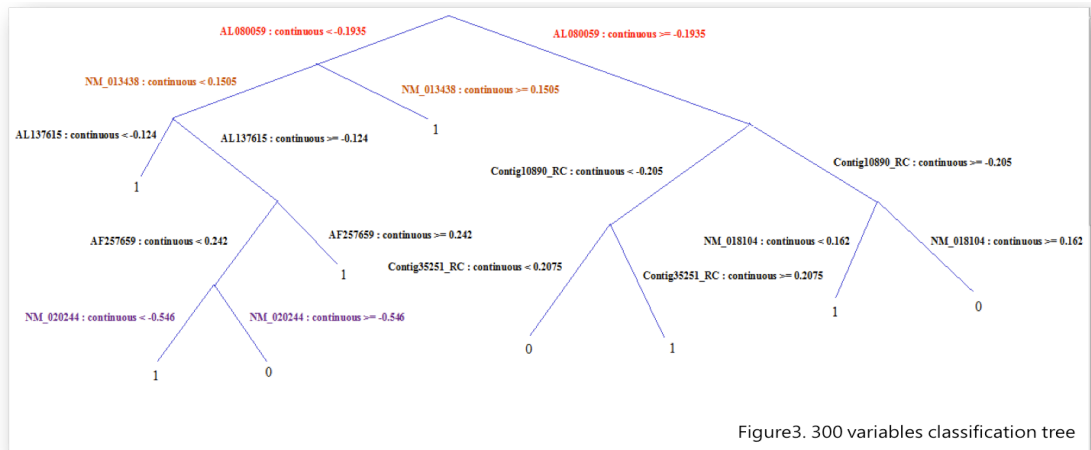 AL080059 : continuous < -0.1935
AL080059 : continuous >= -0.1935
NM_013438 : continuous < 0.1505
NM_013438 : continuous >= 0.1505
1
AL137615 : continuous < -0.124
AL137615 : continuous >= -0.124
1
Contig10890_RC : continuous < -0.205
Contig10890_RC : continuous >= -0.205
AF257659 : continuous < 0.242
AF257659 : continuous >= 0.242
1
Contig35251_RC : continuous < 0.2075
Contig35251_RC : continuous >= 0.2075
NM_018104 : continuous < 0.162
NM_018104 : continuous >= 0.162
1
0
NM_020244 : continuous < -0.546
NM_020244 : continuous >= -0.546
0
1
1
0
Figure3. 300 variables classification tree